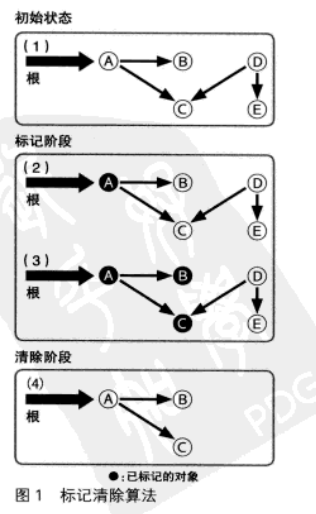 初始状态
(1)
根
A B D
C E
标记阶段
(2)
根
A B D
C E
(3)
根
A B D
C E
清除阶段
(4)
根
A B
C
●:已标记的对象
图 1 标记清除算法
PDG